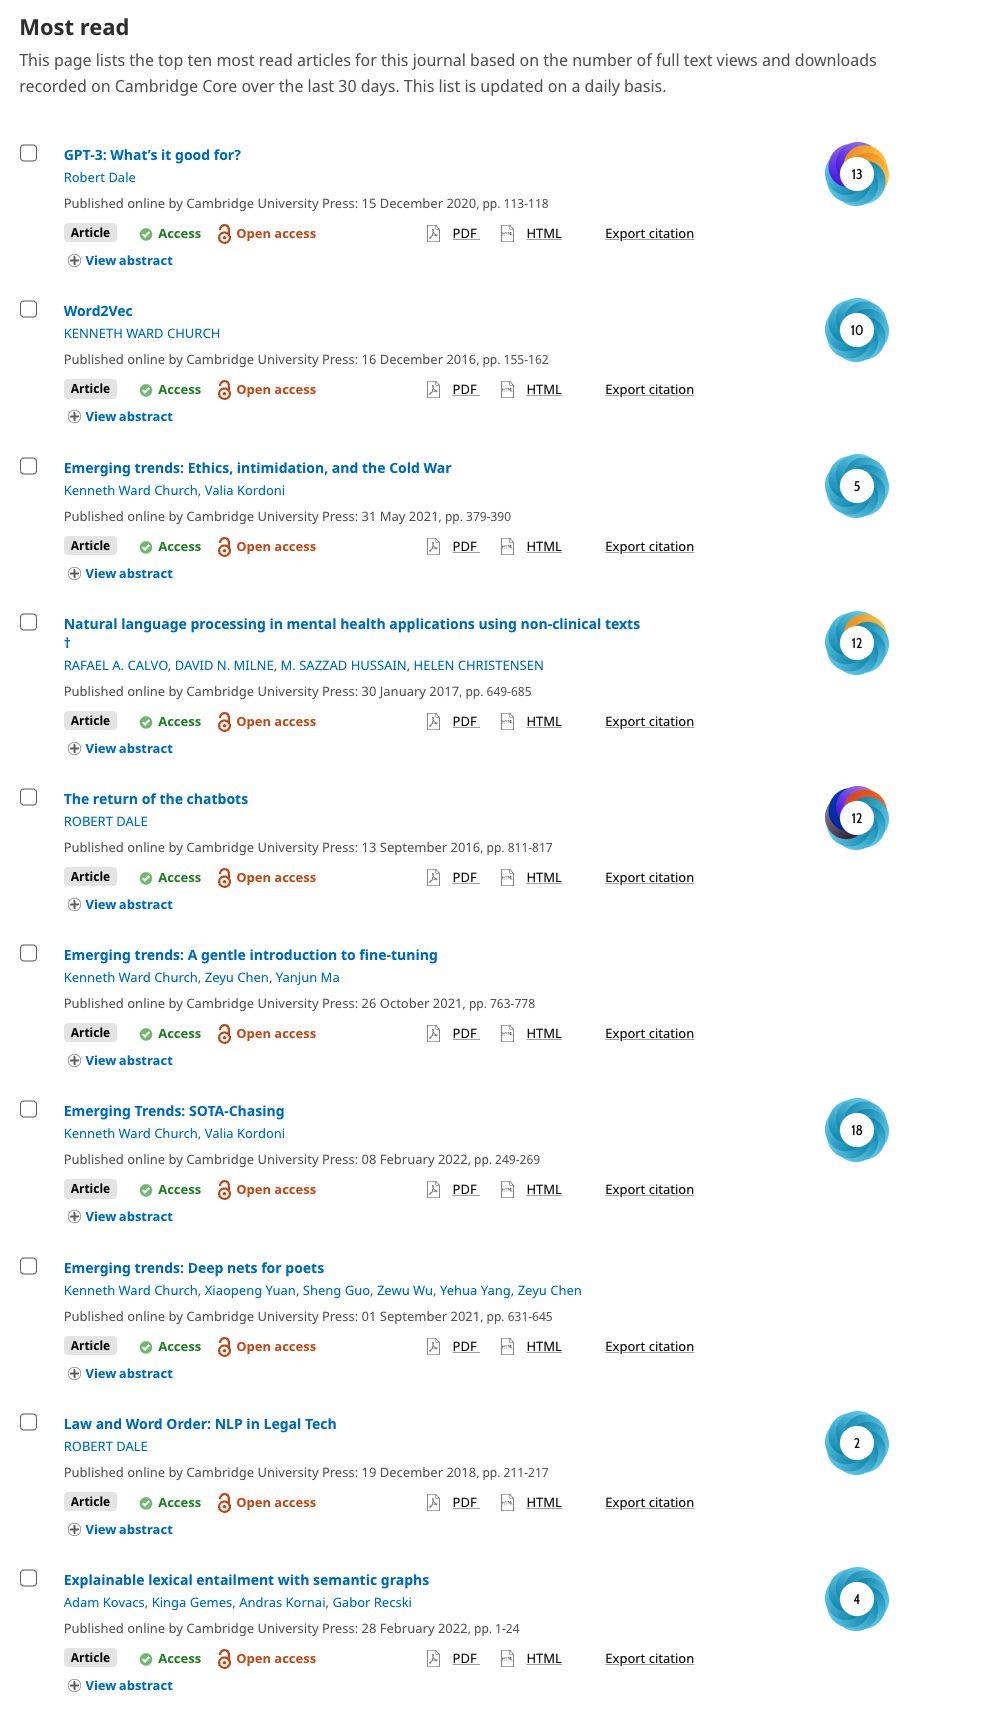 Most read
This page lists the top ten most read articles for this journal based on the number of full text views and downloads
recorded on Cambridge Core over the last 30 days. This list is updated on a daily basis.
GPT-3: What's it good for?
13
Robert Dale
Published online by Cambridge University Press: 15 December 2020, pp. 113-118
Article Access Open access PDF HTML Export citation
View abstract
Word2Vec
10
KENNETH WARD CHURCH
Published online by Cambridge University Press: 16 December 2016, pp. 155-162
Article Access Open access PDF HTML Export citation
View abstract
Emerging trends: Ethics, intimidation, and the Cold War
5
Kenneth Ward Church, Valia Kordoni
Published online by Cambridge University Press: 31 May 2021, pp. 379-390
Article Access Open access PDF HTML Export citation
View abstract
Natural language processing in mental health applications using non-clinical texts
†
12
RAFAEL A. CALVO, DAVID N. MILNE, M. SAZZAD HUSSAIN, HELEN CHRISTENSEN
Published online by Cambridge University Press: 30 January 2017, pp. 649-685
Article Access Open access PDF HTML Export citation
View abstract
The return of the chatbots
12
ROBERT DALE
Published online by Cambridge University Press: 13 September 2016, pp. 811-817
Article Access Open access PDF HTML Export citation
View abstract
Emerging trends: A gentle introduction to fine-tuning
Kenneth Ward Church, Zeyu Chen, Yanjun Ma
Published online by Cambridge University Press: 26 October 2021, pp. 763-778
Article Access Open access PDF HTML Export citation
View abstract
Emerging Trends: SOTA-Chasing
18
Kenneth Ward Church, Valia Kordoni
Published online by Cambridge University Press: 08 February 2022, pp. 249-269
Article Access Open access PDF HTML Export citation
View abstract
Emerging trends: Deep nets for poets
Kenneth Ward Church, Xiaopeng Yuan, Sheng Guo, Zewu Wu, Yehua Yang, Zeyu Chen
Published online by Cambridge University Press: 01 September 2021, pp. 631-645
Article Access Open access PDF HTML Export citation
View abstract
Law and Word Order: NLP in Legal Tech
2
ROBERT DALE
Published online by Cambridge University Press: 19 December 2018, pp. 211-217
Article Access Open access PDF HTML Export citation
View abstract
Explainable lexical entailment with semantic graphs
4
Adam Kovacs, Kinga Gemes, Andras Kornai, Gabor Recski
Published online by Cambridge University Press: 28 February 2022, pp. 1-24
Article Access Open access PDF HTML Export citation
View abstract